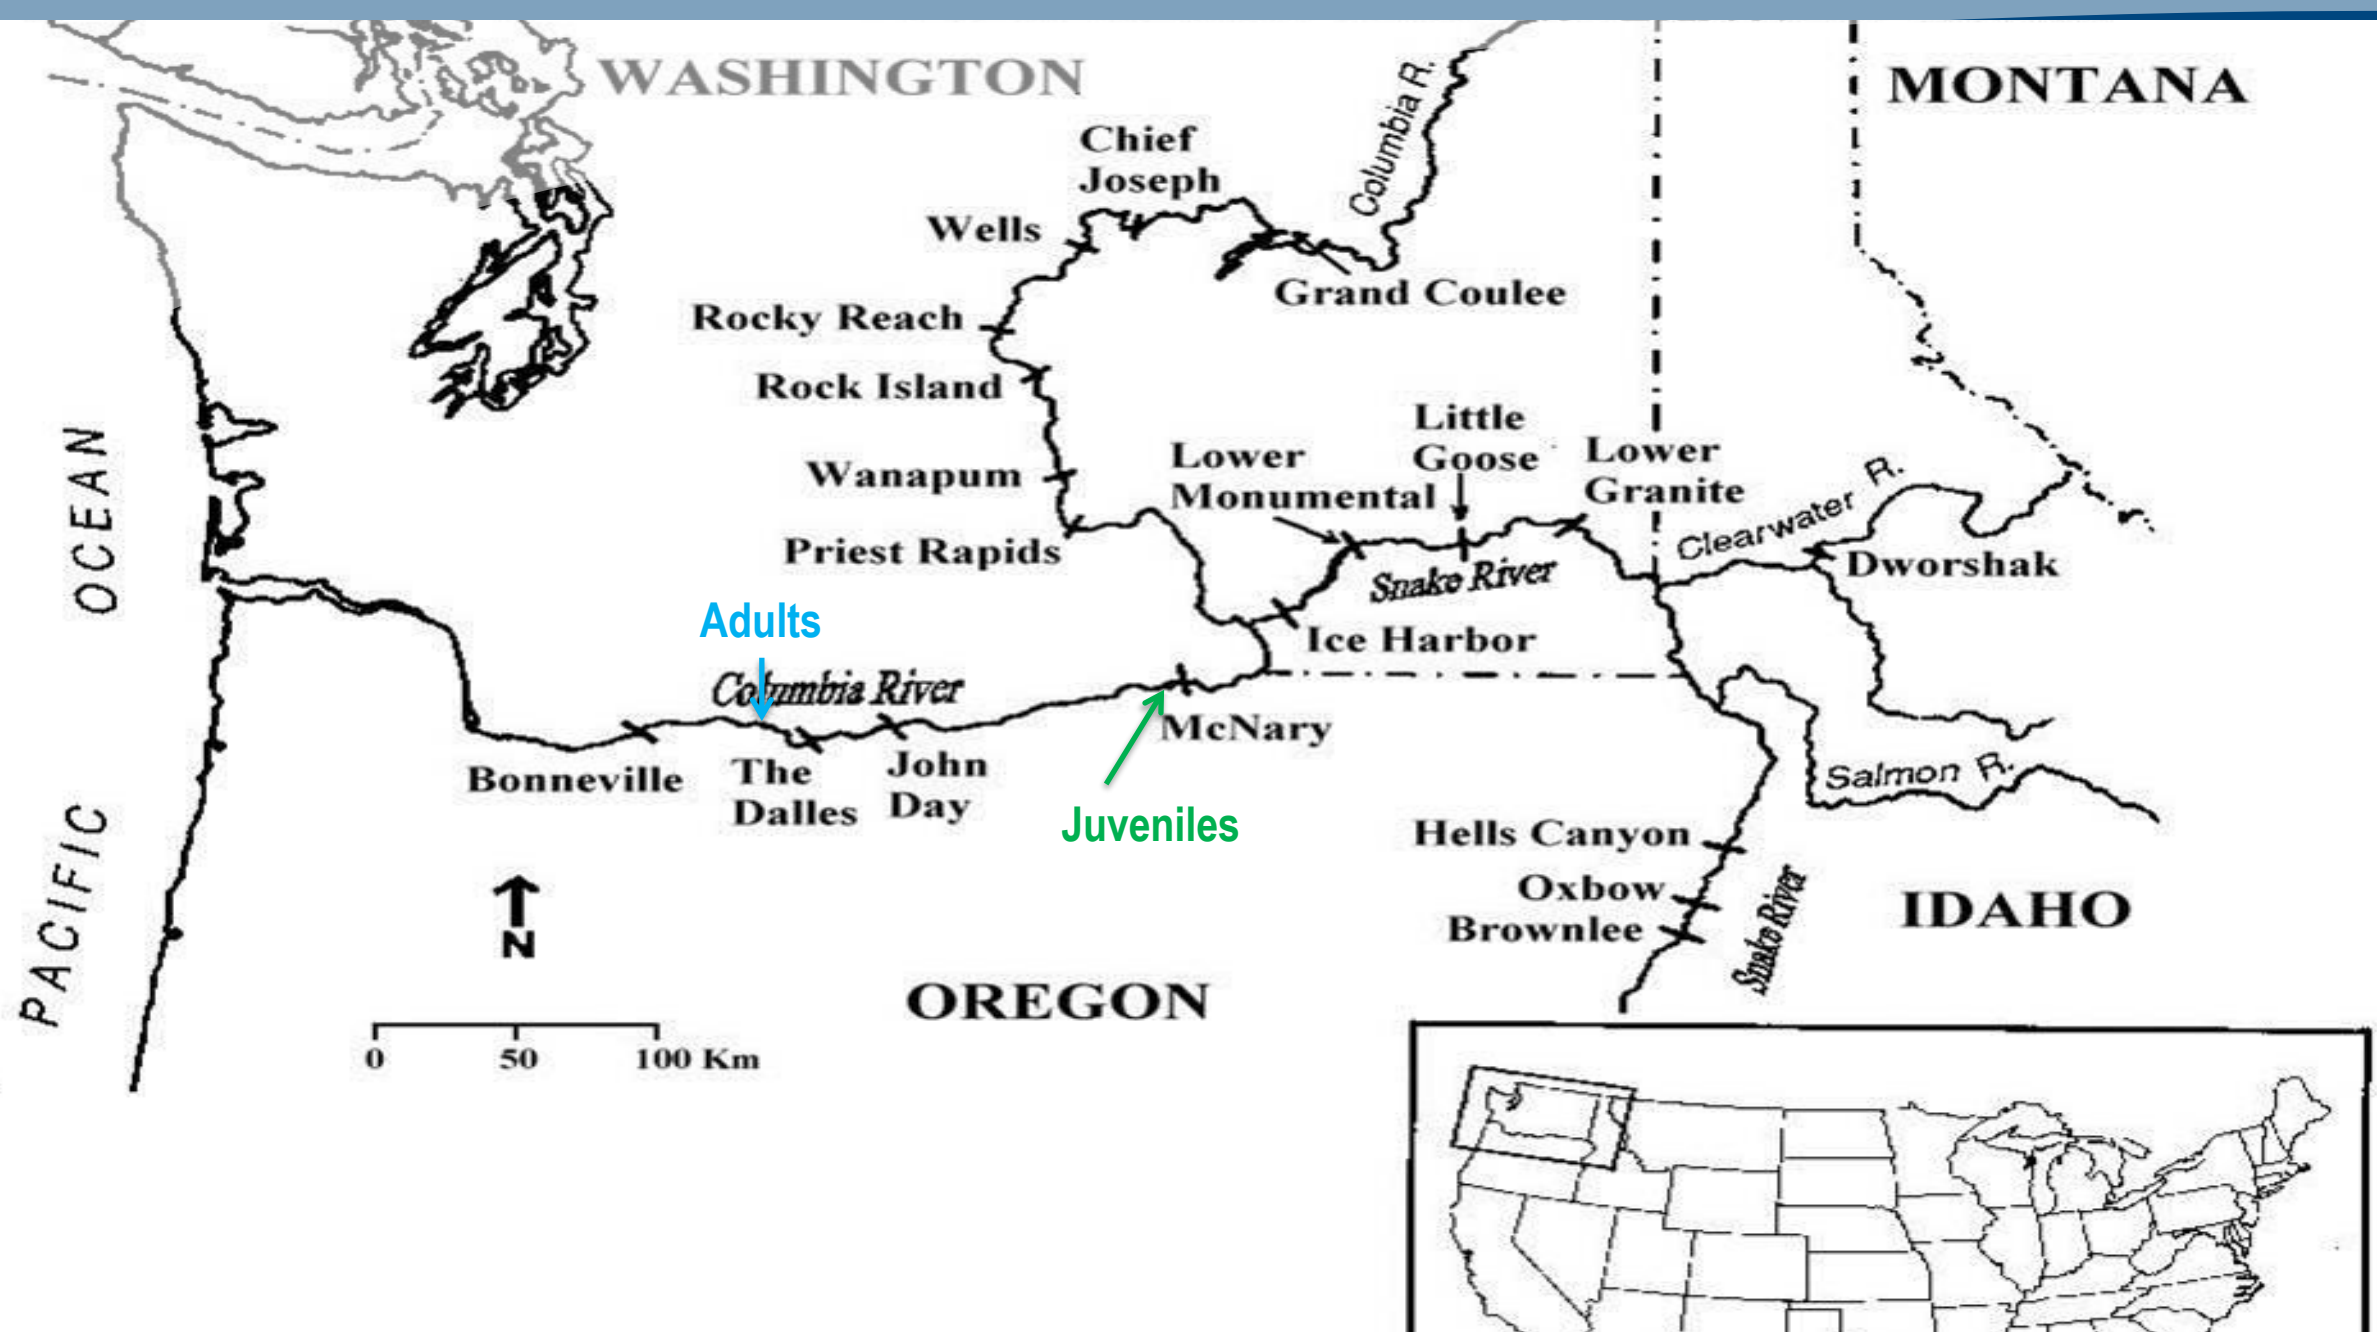 WASHINGTON
MONTANA
Columbia R.
Chief
Joseph
Wells
Grand Coulee
Rocky Reach
Rock Island
Little
Goose
Lower
Monumental
Lower
Granite
Wanapum
Clearwater R.
Priest Rapids
Snake River
Dworshak
OCEAN
Adults
Ice Harbor
Columbia River
McNary
Bonneville
The
Dalles
John
Day
Salmon R.
Juveniles
Hells Canyon
Oxbow
Brownlee
Snake River
IDAHO
PACIFIC
N
OREGON
0 50 100 Km